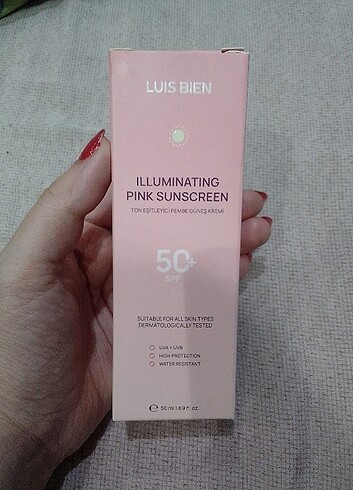 LUIS BIEN
ILLUMINATING
PINK SUNSCREEN
TON EŞİTLEYİCİ PEMBE GÜNEŞ KREMİ
50+
SPF
SUITABLE FOR ALL SKIN TYPES
DERMATOLOGICALLY TESTED
UVA + UVB
HIGH PROTECTION
WATER RESISTANT
℮ 50 ml 1.69 fl. oz.